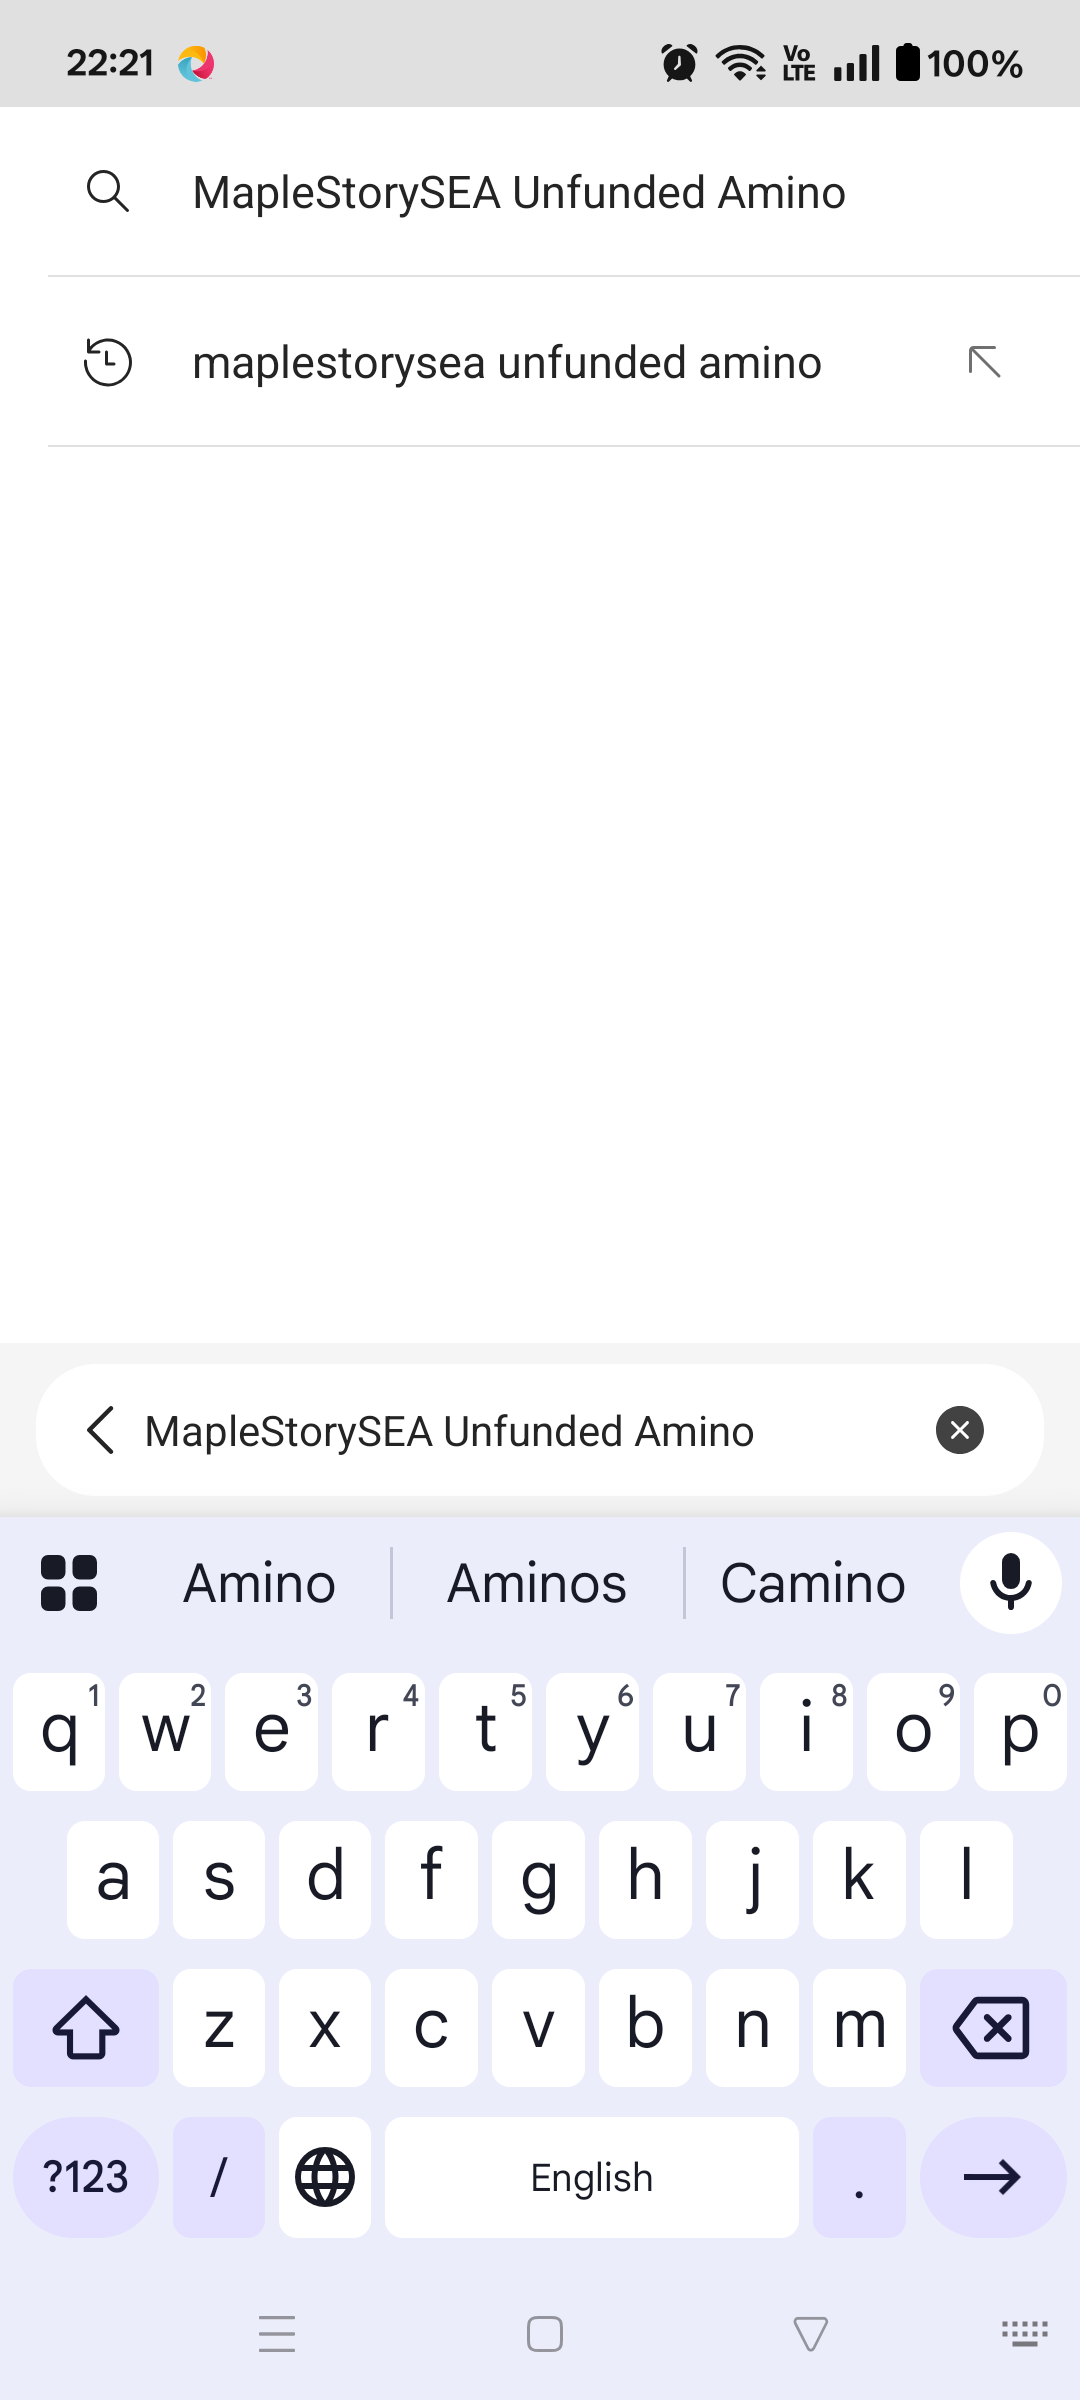 22:21
Vo
LTE
100%
MapleStorySEA Unfunded Amino
maplestorysea unfunded amino
MapleStorySEA Unfunded Amino
Amino
Aminos
Camino
q 1 w 2 e 3 r 4 t 5 y 6 u 7 i 8 o 9 p 0
a s d f g h j k l
z x c v b n m
?123 / English .